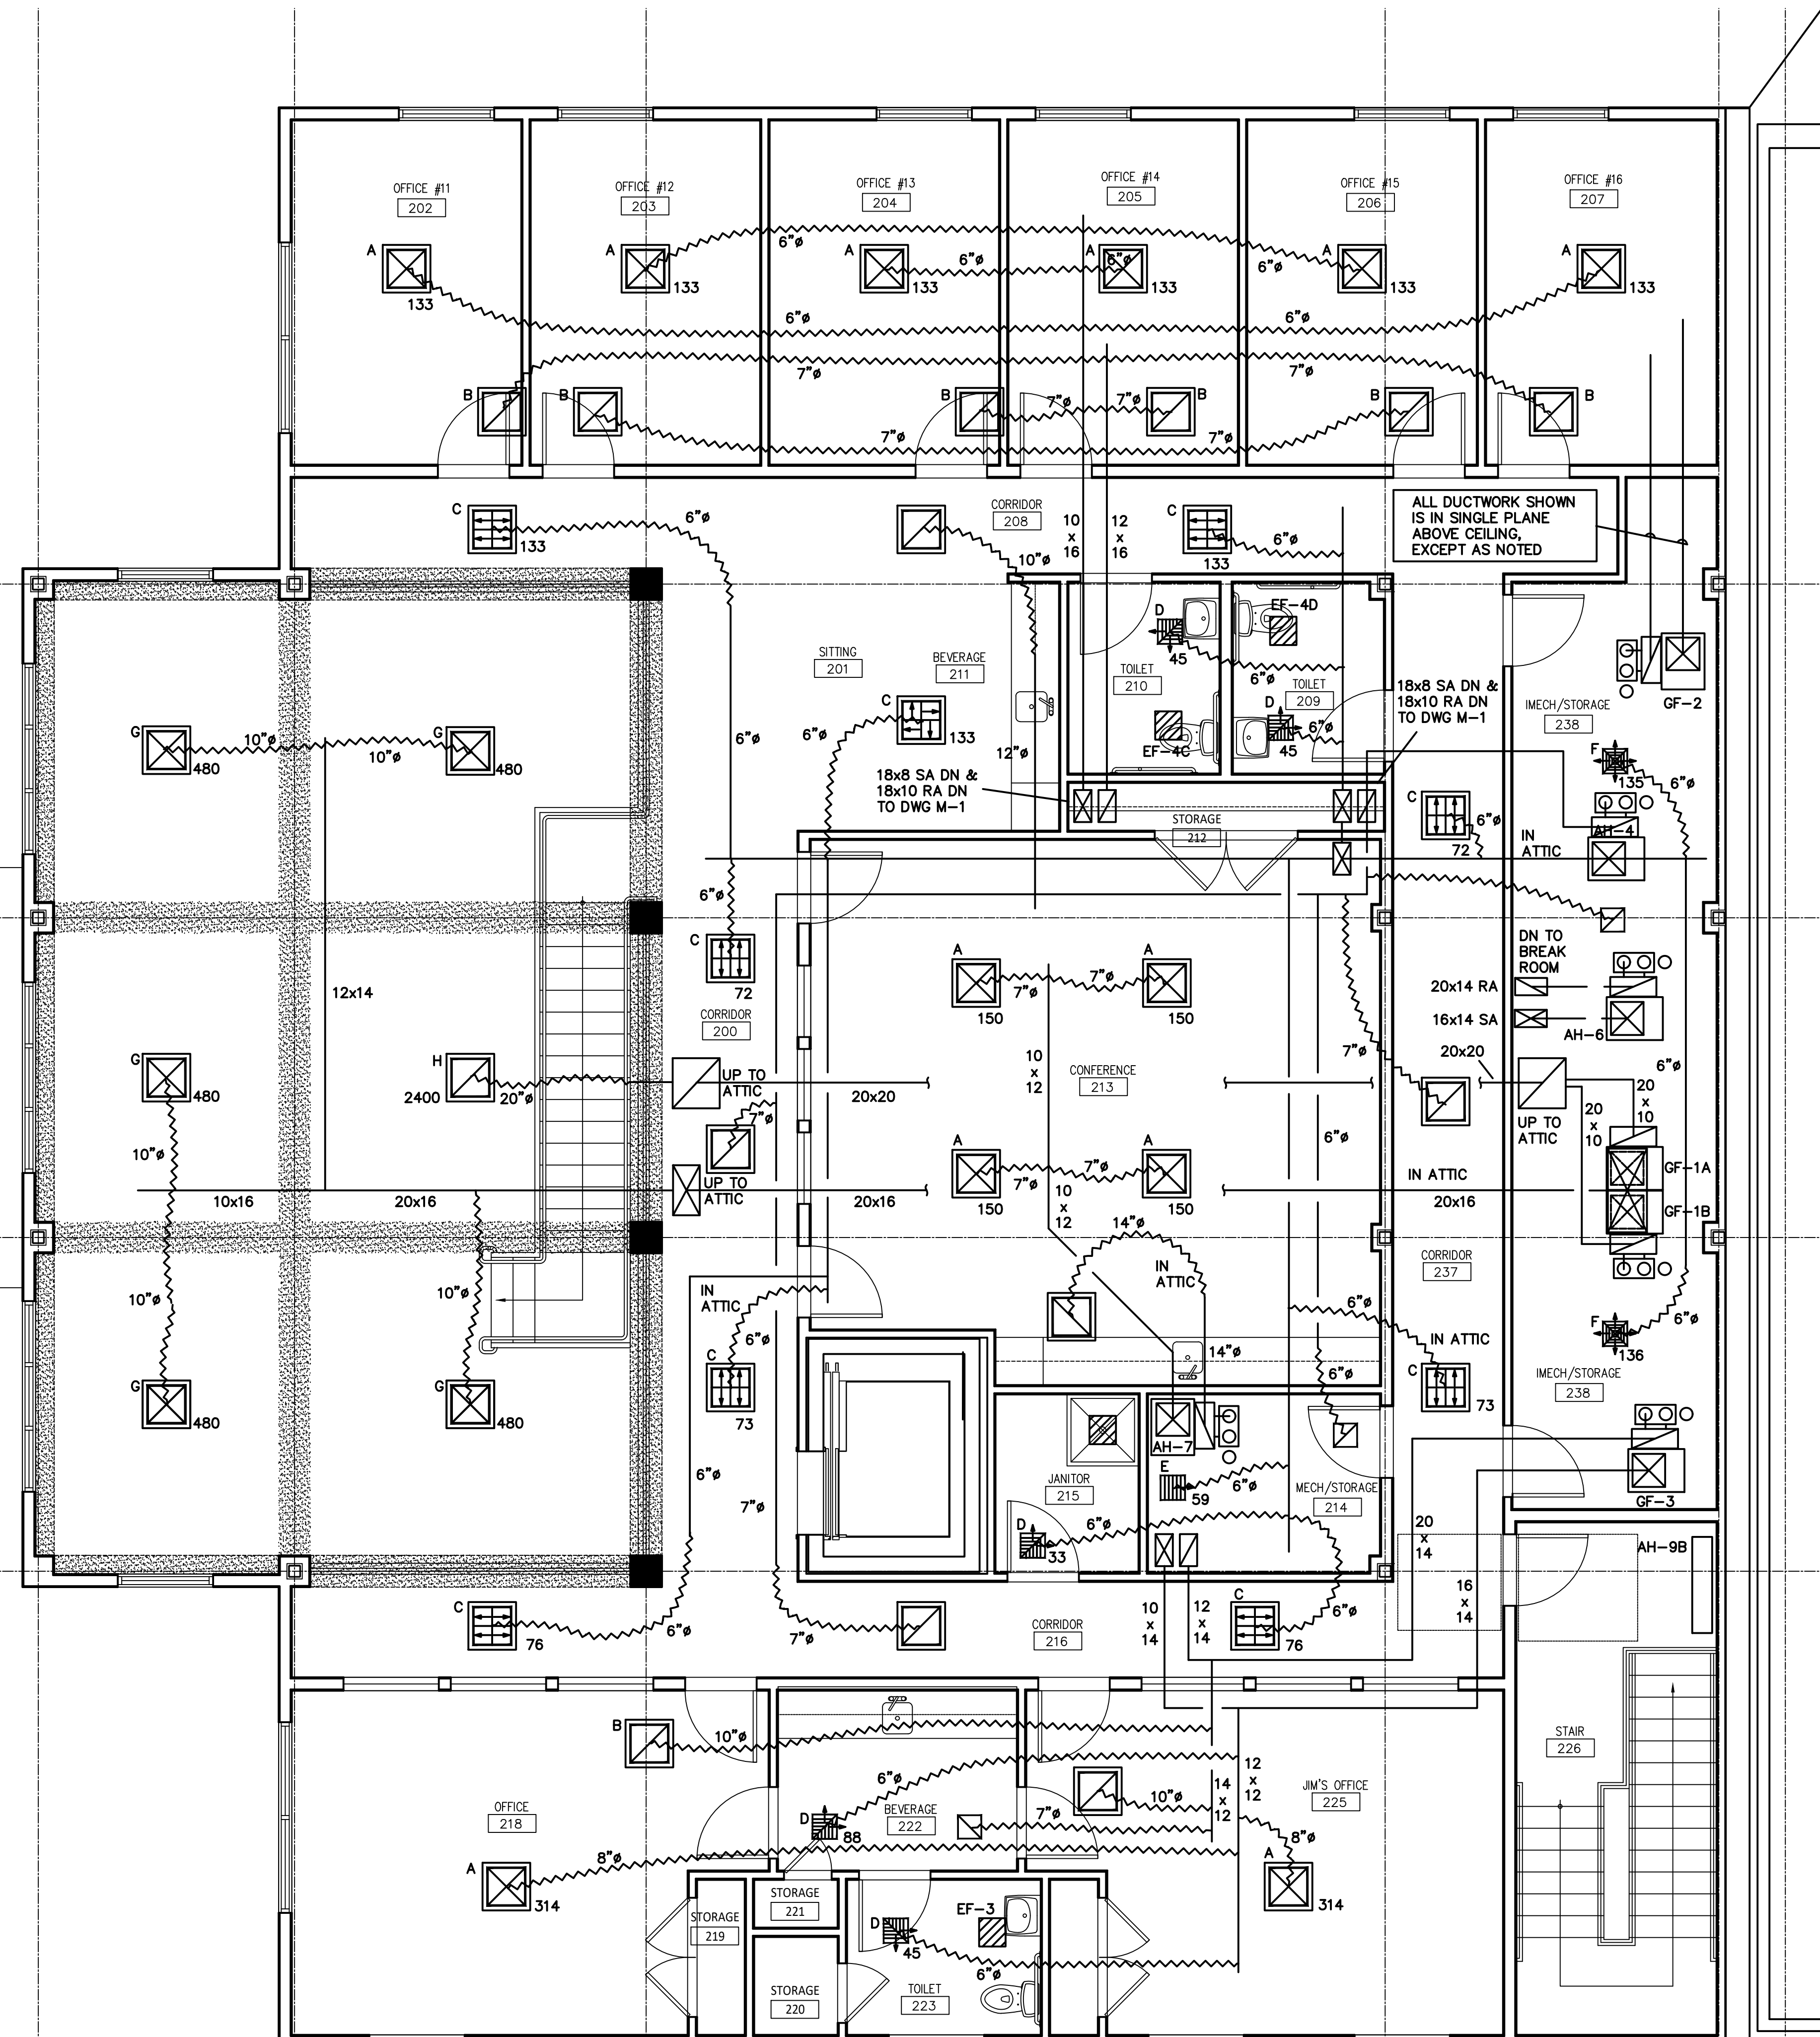 OFFICE #11
202
OFFICE #12
203
OFFICE #13
204
OFFICE #14
205
OFFICE #15
206
OFFICE #16
207
A
133
A
133
A
133
A
133
A
133
A
133
6"ø
6"ø
6"ø
6"ø
6"ø
6"ø
7"ø
7"ø
B
B
B
B
B
B
7"ø
7"ø
7"ø
7"ø
C
133
6"ø
CORRIDOR
208
10"ø
10
x
16
12
x
16
C
133
6"ø
ALL DUCTWORK SHOWN
IS IN SINGLE PLANE
ABOVE CEILING,
EXCEPT AS NOTED
SITTING
201
BEVERAGE
211
C
133
6"ø
6"ø
12"ø
D
45
TOILET
210
EF-4C
EF-4D
6"ø
TOILET
209
D
45
6"ø
18x8 SA DN &
18x10 RA DN
TO DWG M-1
18x8 SA DN &
18x10 RA DN
TO DWG M-1
STORAGE
212
IMECH/STORAGE
238
GF-2
F
135
6"ø
AH-4
C
72
6"ø
IN
ATTIC
G
480
10"ø
10"ø
G
480
12x14
6"ø
C
72
CORRIDOR
200
A
150
7"ø
7"ø
A
150
10
x
12
CONFERENCE
213
DN TO
BREAK
ROOM
20x14 RA
16x14 SA
AH-6
7"ø
20x20
6"ø
G
480
H
2400
20"ø
UP TO
ATTIC
7"ø
20x20
UP TO
ATTIC
20
x
10
20
x
10
10"ø
A
150
7"ø
7"ø
A
150
6"ø
GF-1A
GF-1B
UP TO
ATTIC
10x16
20x16
20x16
10
x
12
IN ATTIC
20x16
14"ø
IN
ATTIC
CORRIDOR
237
10"ø
10"ø
IN
ATTIC
6"ø
6"ø
IN ATTIC
F
136
6"ø
14"ø
G
480
G
480
C
73
6"ø
C
73
IMECH/STORAGE
238
AH-7
6"ø
7"ø
JANITOR
215
E
59
6"ø
MECH/STORAGE
214
GF-3
D
33
6"ø
20
x
14
AH-9B
C
76
6"ø
7"ø
CORRIDOR
216
10
x
14
12
x
14
C
76
6"ø
16
x
14
B
10"ø
STAIR
226
6"ø
12
x
12
14
x
12
JIM'S OFFICE
225
OFFICE
218
D
88
BEVERAGE
222
7"ø
10"ø
8"ø
A
314
8"ø
A
314
STORAGE
221
STORAGE
219
D
45
EF-3
6"ø
STORAGE
220
TOILET
223